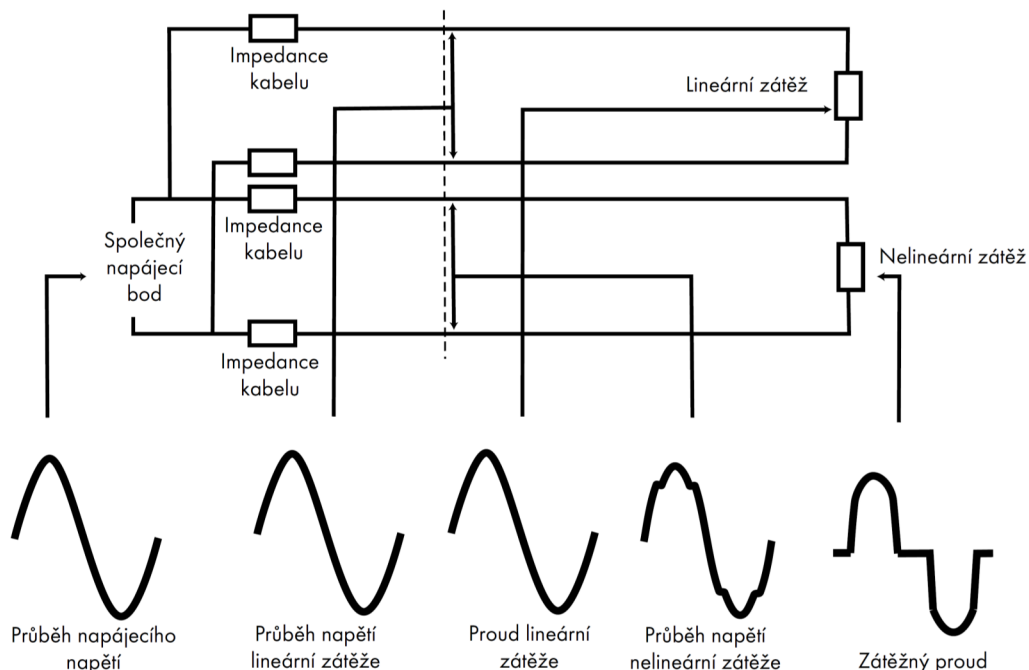 Impedance
kabelu
Lineární zátěž
Impedance
kabelu
Společný
napájecí
bod
Nelineární zátěž
Impedance
kabelu
Průběh napájecího
napětí
Průběh napětí
lineární zátěže
Proud lineární
zátěže
Průběh napětí
nelineární zátěže
Zátěžný proud